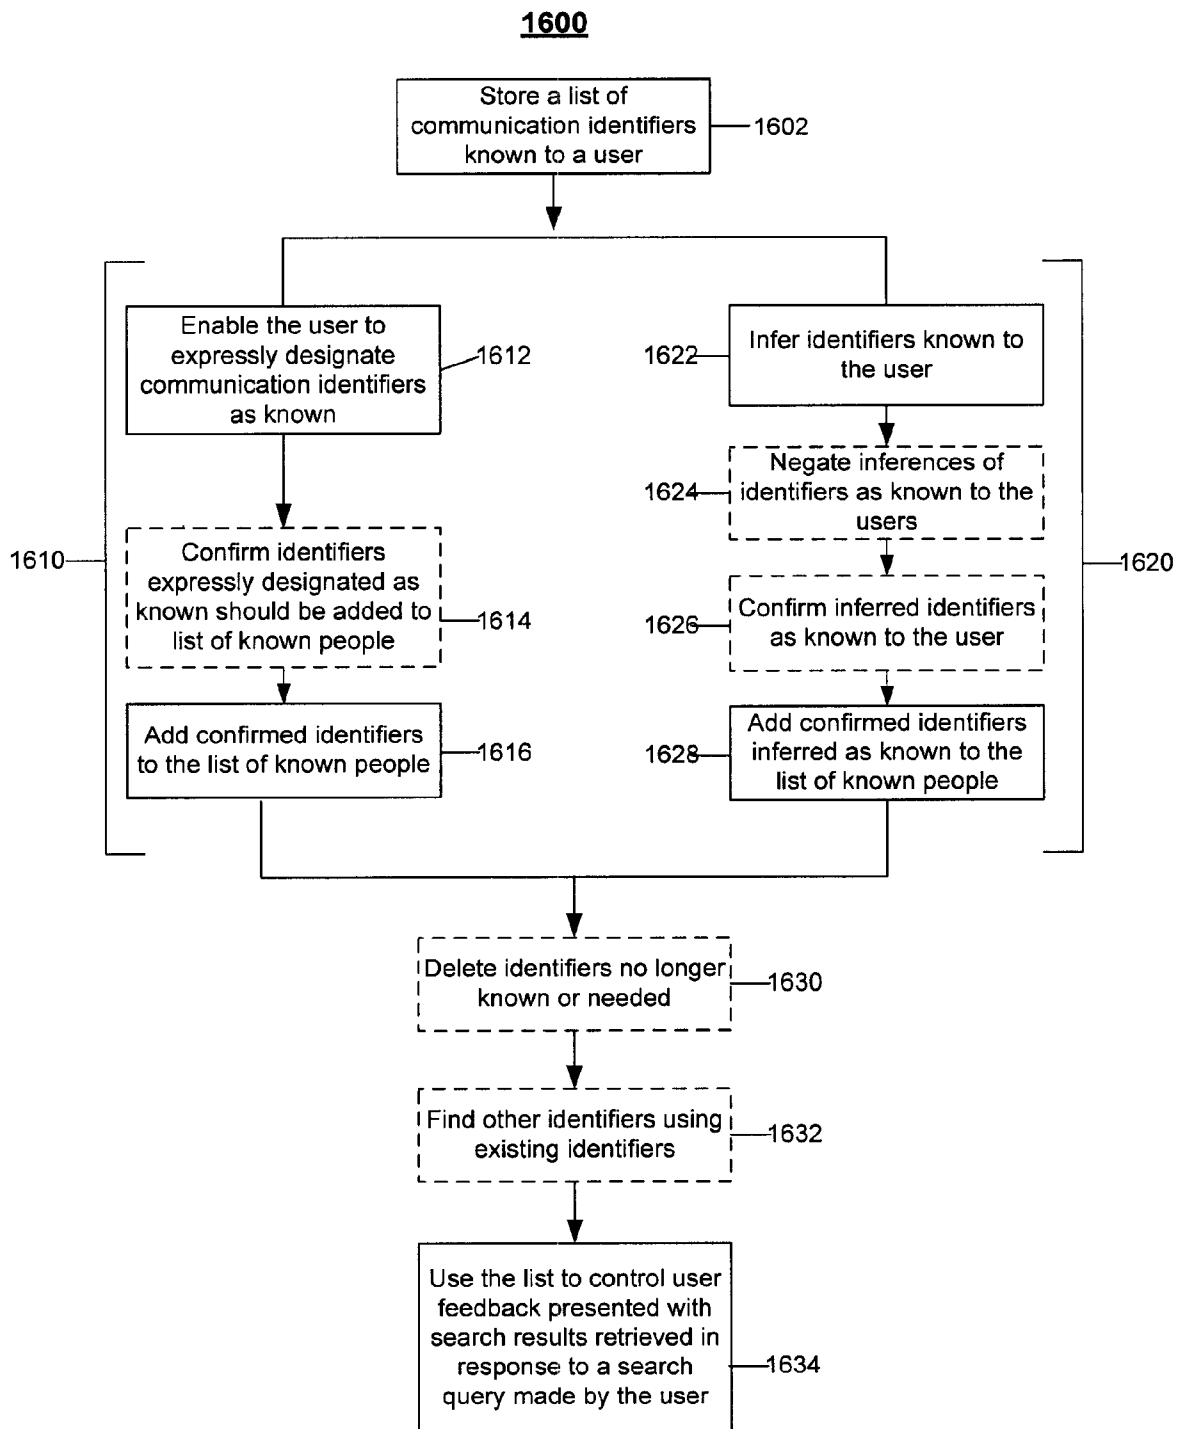 1600
Store a list of
communication identifiers
known to a user
1602
Enable the user to
expressly designate
communication identifiers
as known
1612
1622
Infer identifiers known to
the user
1624
Negate inferences of
identifiers as known to the
users
1610
Confirm identifiers
expressly designated as
known should be added to
list of known people
1614
1626
Confirm inferred identifiers
as known to the user
1620
Add confirmed identifiers
to the list of known people
1616
1628
Add confirmed identifiers
inferred as known to the
list of known people
Delete identifiers no longer
known or needed
1630
Find other identifiers using
existing identifiers
1632
Use the list to control user
feedback presented with
search results retrieved in
response to a search
query made by the user
1634